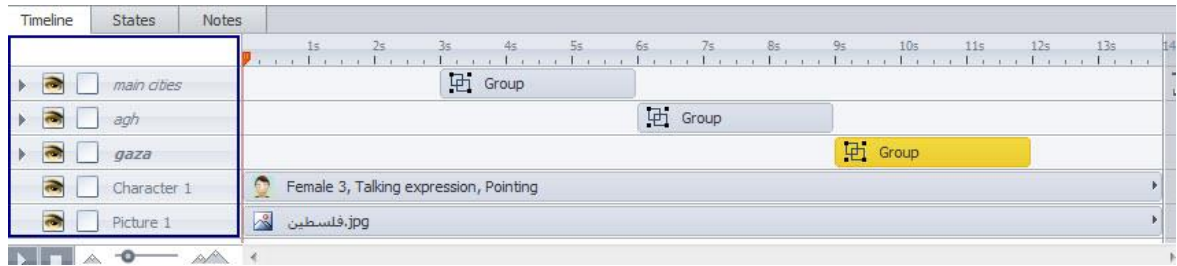 Timeline States Notes
1s 2s 3s 4s 5s 6s 7s 8s 9s 10s 11s 12s 13s 14
main cities Group
agh Group
gaza Group
Character 1 Female 3, Talking expression, Pointing
Picture 1 فلسطين.jpg